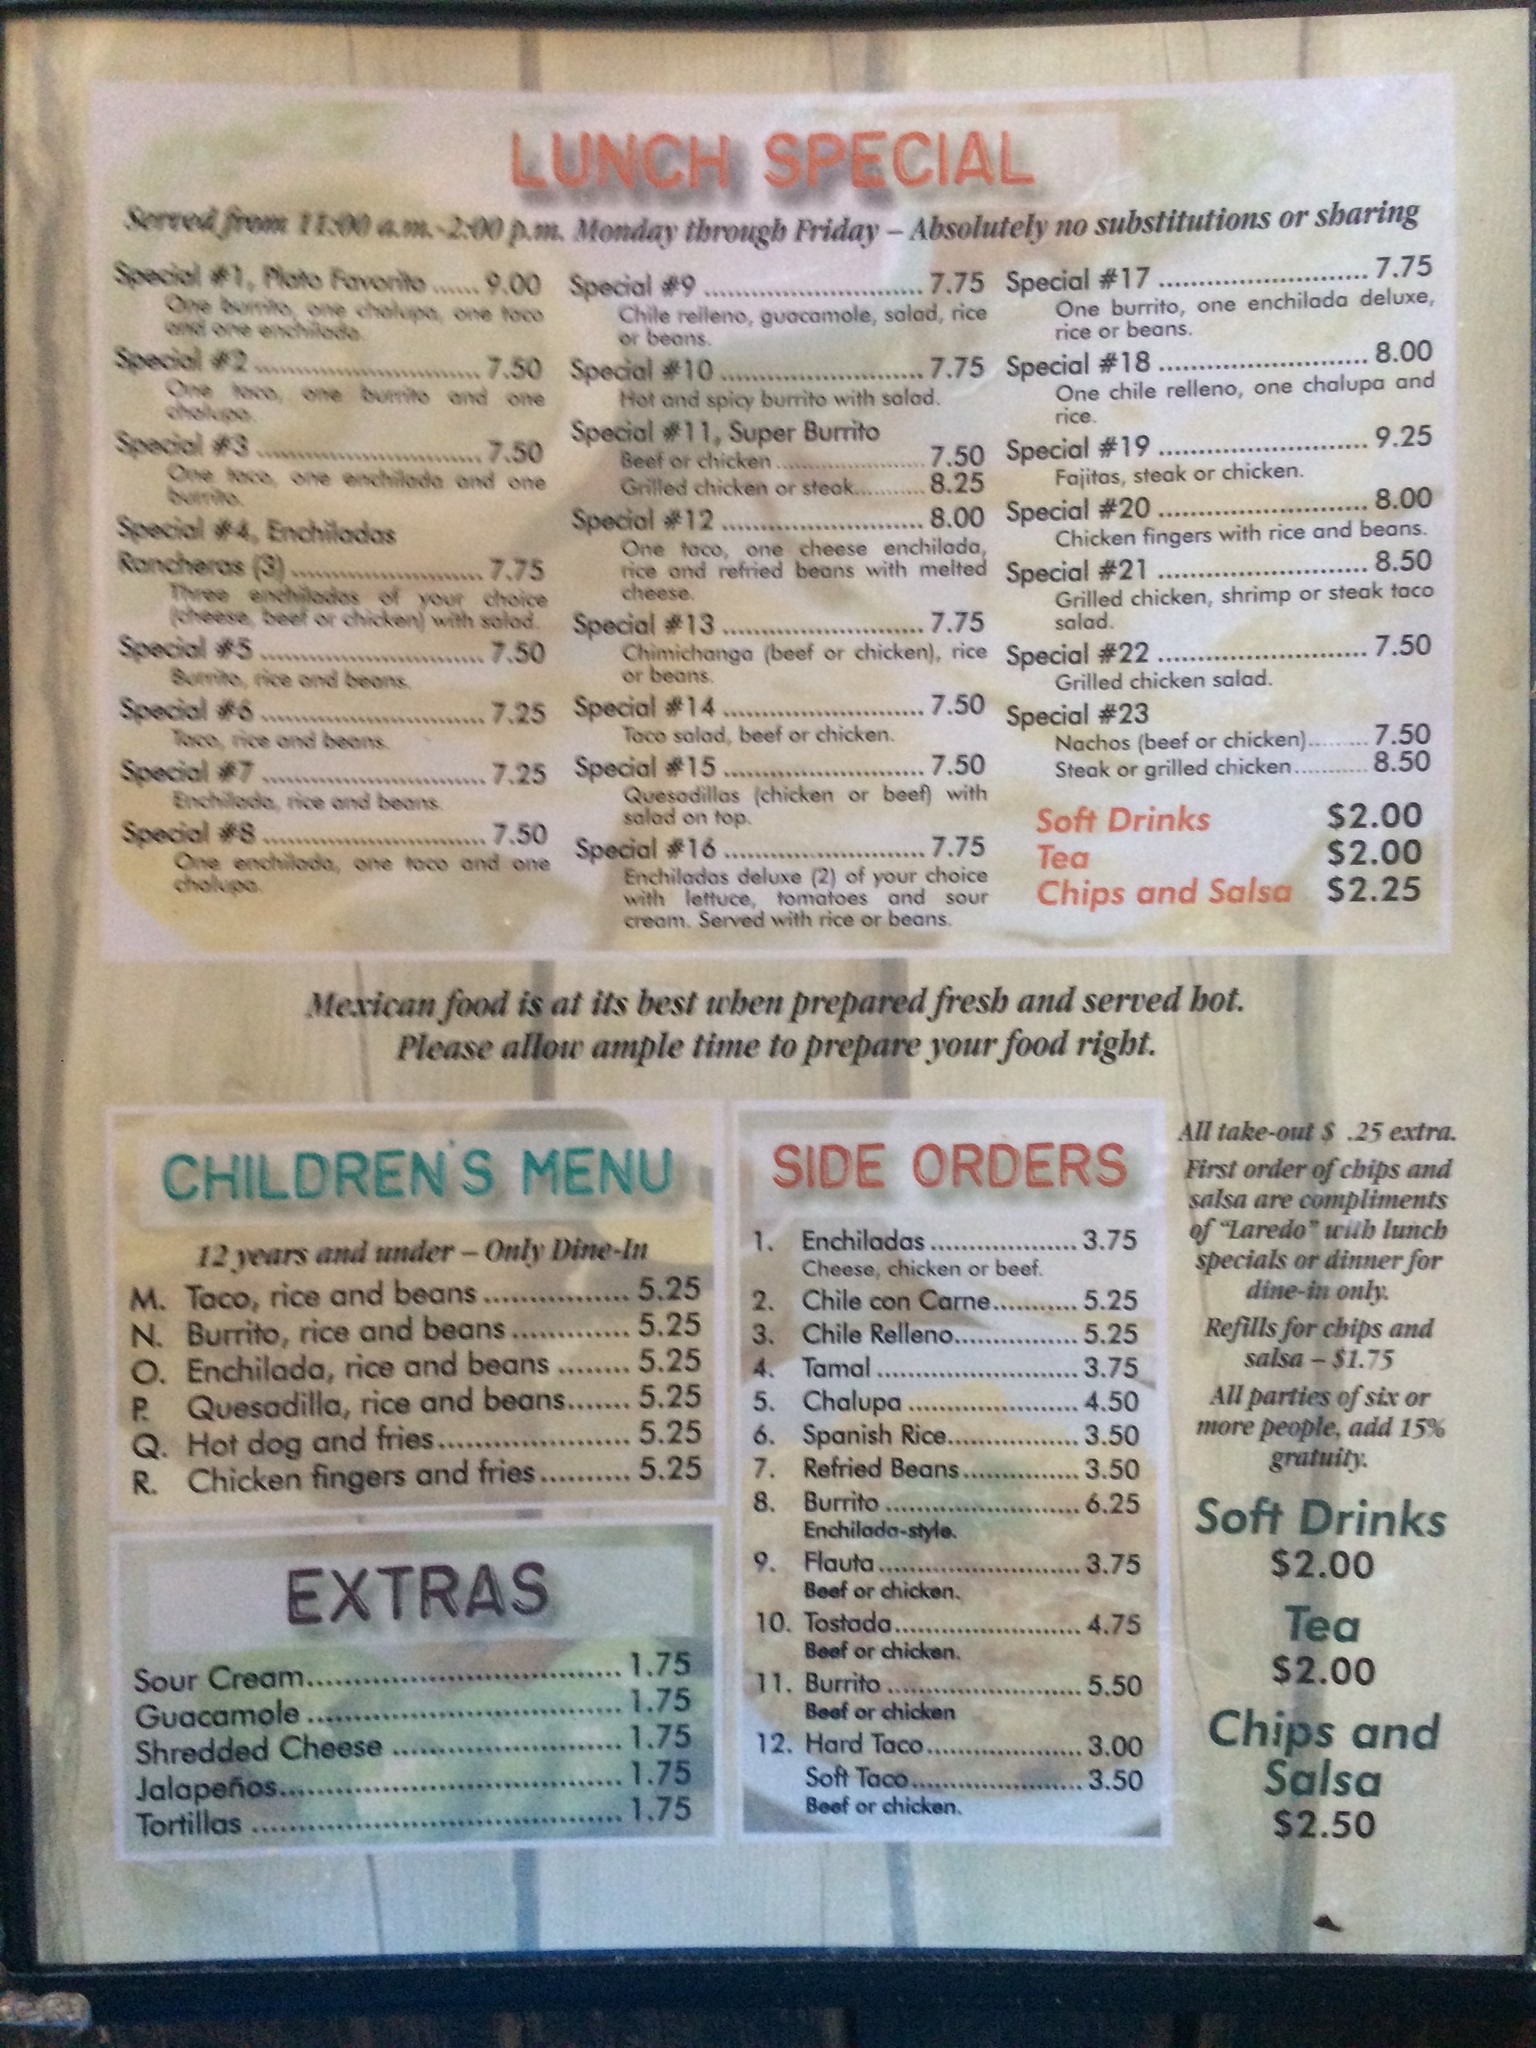 LUNCH SPECIAL
Served from 11:00 a.m.-2:00 p.m. Monday through Friday – Absolutely no substitutions or sharing
Special #1, Plato Favorito ...... 9.00
One burrito, one chalupa, one taco
and one enchilada.
Special #2 ................................ 7.50
One taco, one burrito and one
chalupa.
Special #3 ................................ 7.50
One taco, one enchilada and one
burrito.
Special #4, Enchiladas
Rancheras (3) ........................... 7.75
Three enchiladas of your choice
(cheese, beef or chicken) with salad.
Special #5 ................................ 7.50
Burrito, rice and beans.
Special #6 ................................ 7.25
Taco, rice and beans.
Special #7 ................................ 7.25
Enchilada, rice and beans.
Special #8 ................................ 7.50
One enchilada, one taco and one
chalupa.
Special #9 ............................... 7.75
Chile relleno, guacamole, salad, rice
or beans.
Special #10 ............................. 7.75
Hot and spicy burrito with salad.
Special #11, Super Burrito
Beef or chicken ........................ 7.50
Grilled chicken or steak........... 8.25
Special #12 ............................. 8.00
One taco, one cheese enchilada,
rice and refried beans with melted
cheese.
Special #13 ............................. 7.75
Chimichanga (beef or chicken), rice
or beans.
Special #14 ............................. 7.50
Taco salad, beef or chicken.
Special #15 ............................. 7.50
Quesadillas (chicken or beef) with
salad on top.
Special #16 ............................. 7.75
Enchiladas deluxe (2) of your choice
with lettuce, tomatoes and sour
cream. Served with rice or beans.
Special #17 ............................. 7.75
One burrito, one enchilada deluxe,
rice or beans.
Special #18 ............................. 8.00
One chile relleno, one chalupa and
rice.
Special #19 ............................. 9.25
Fajitas, steak or chicken.
Special #20 ............................. 8.00
Chicken fingers with rice and beans.
Special #21 ............................. 8.50
Grilled chicken, shrimp or steak taco
salad.
Special #22 ............................. 7.50
Grilled chicken salad.
Special #23
Nachos (beef or chicken)......... 7.50
Steak or grilled chicken........... 8.50
Soft Drinks $2.00
Tea $2.00
Chips and Salsa $2.25
Mexican food is at its best when prepared fresh and served hot.
Please allow ample time to prepare your food right.
CHILDREN'S MENU
12 years and under – Only Dine-In
M. Taco, rice and beans ................ 5.25
N. Burrito, rice and beans ............. 5.25
O. Enchilada, rice and beans ........ 5.25
P. Quesadilla, rice and beans....... 5.25
Q. Hot dog and fries..................... 5.25
R. Chicken fingers and fries .......... 5.25
EXTRAS
Sour Cream.................................. 1.75
Guacamole .................................. 1.75
Shredded Cheese ......................... 1.75
Jalapeños..................................... 1.75
Tortillas ........................................ 1.75
SIDE ORDERS
1. Enchiladas ..................... 3.75
Cheese, chicken or beef.
2. Chile con Carne............ 5.25
3. Chile Relleno................. 5.25
4. Tamal ............................ 3.75
5. Chalupa ........................ 4.50
6. Spanish Rice.................. 3.50
7. Refried Beans................ 3.50
8. Burrito ........................... 6.25
Enchilada-style.
9. Flauta ............................ 3.75
Beef or chicken.
10. Tostada.......................... 4.75
Beef or chicken.
11. Burrito ........................... 5.50
Beef or chicken
12. Hard Taco...................... 3.00
Soft Taco........................ 3.50
Beef or chicken.
All take-out $ .25 extra.
First order of chips and
salsa are compliments
of "Laredo" with lunch
specials or dinner for
dine-in only.
Refills for chips and
salsa – $1.75
All parties of six or
more people, add 15%
gratuity.
Soft Drinks
$2.00
Tea
$2.00
Chips and
Salsa
$2.50